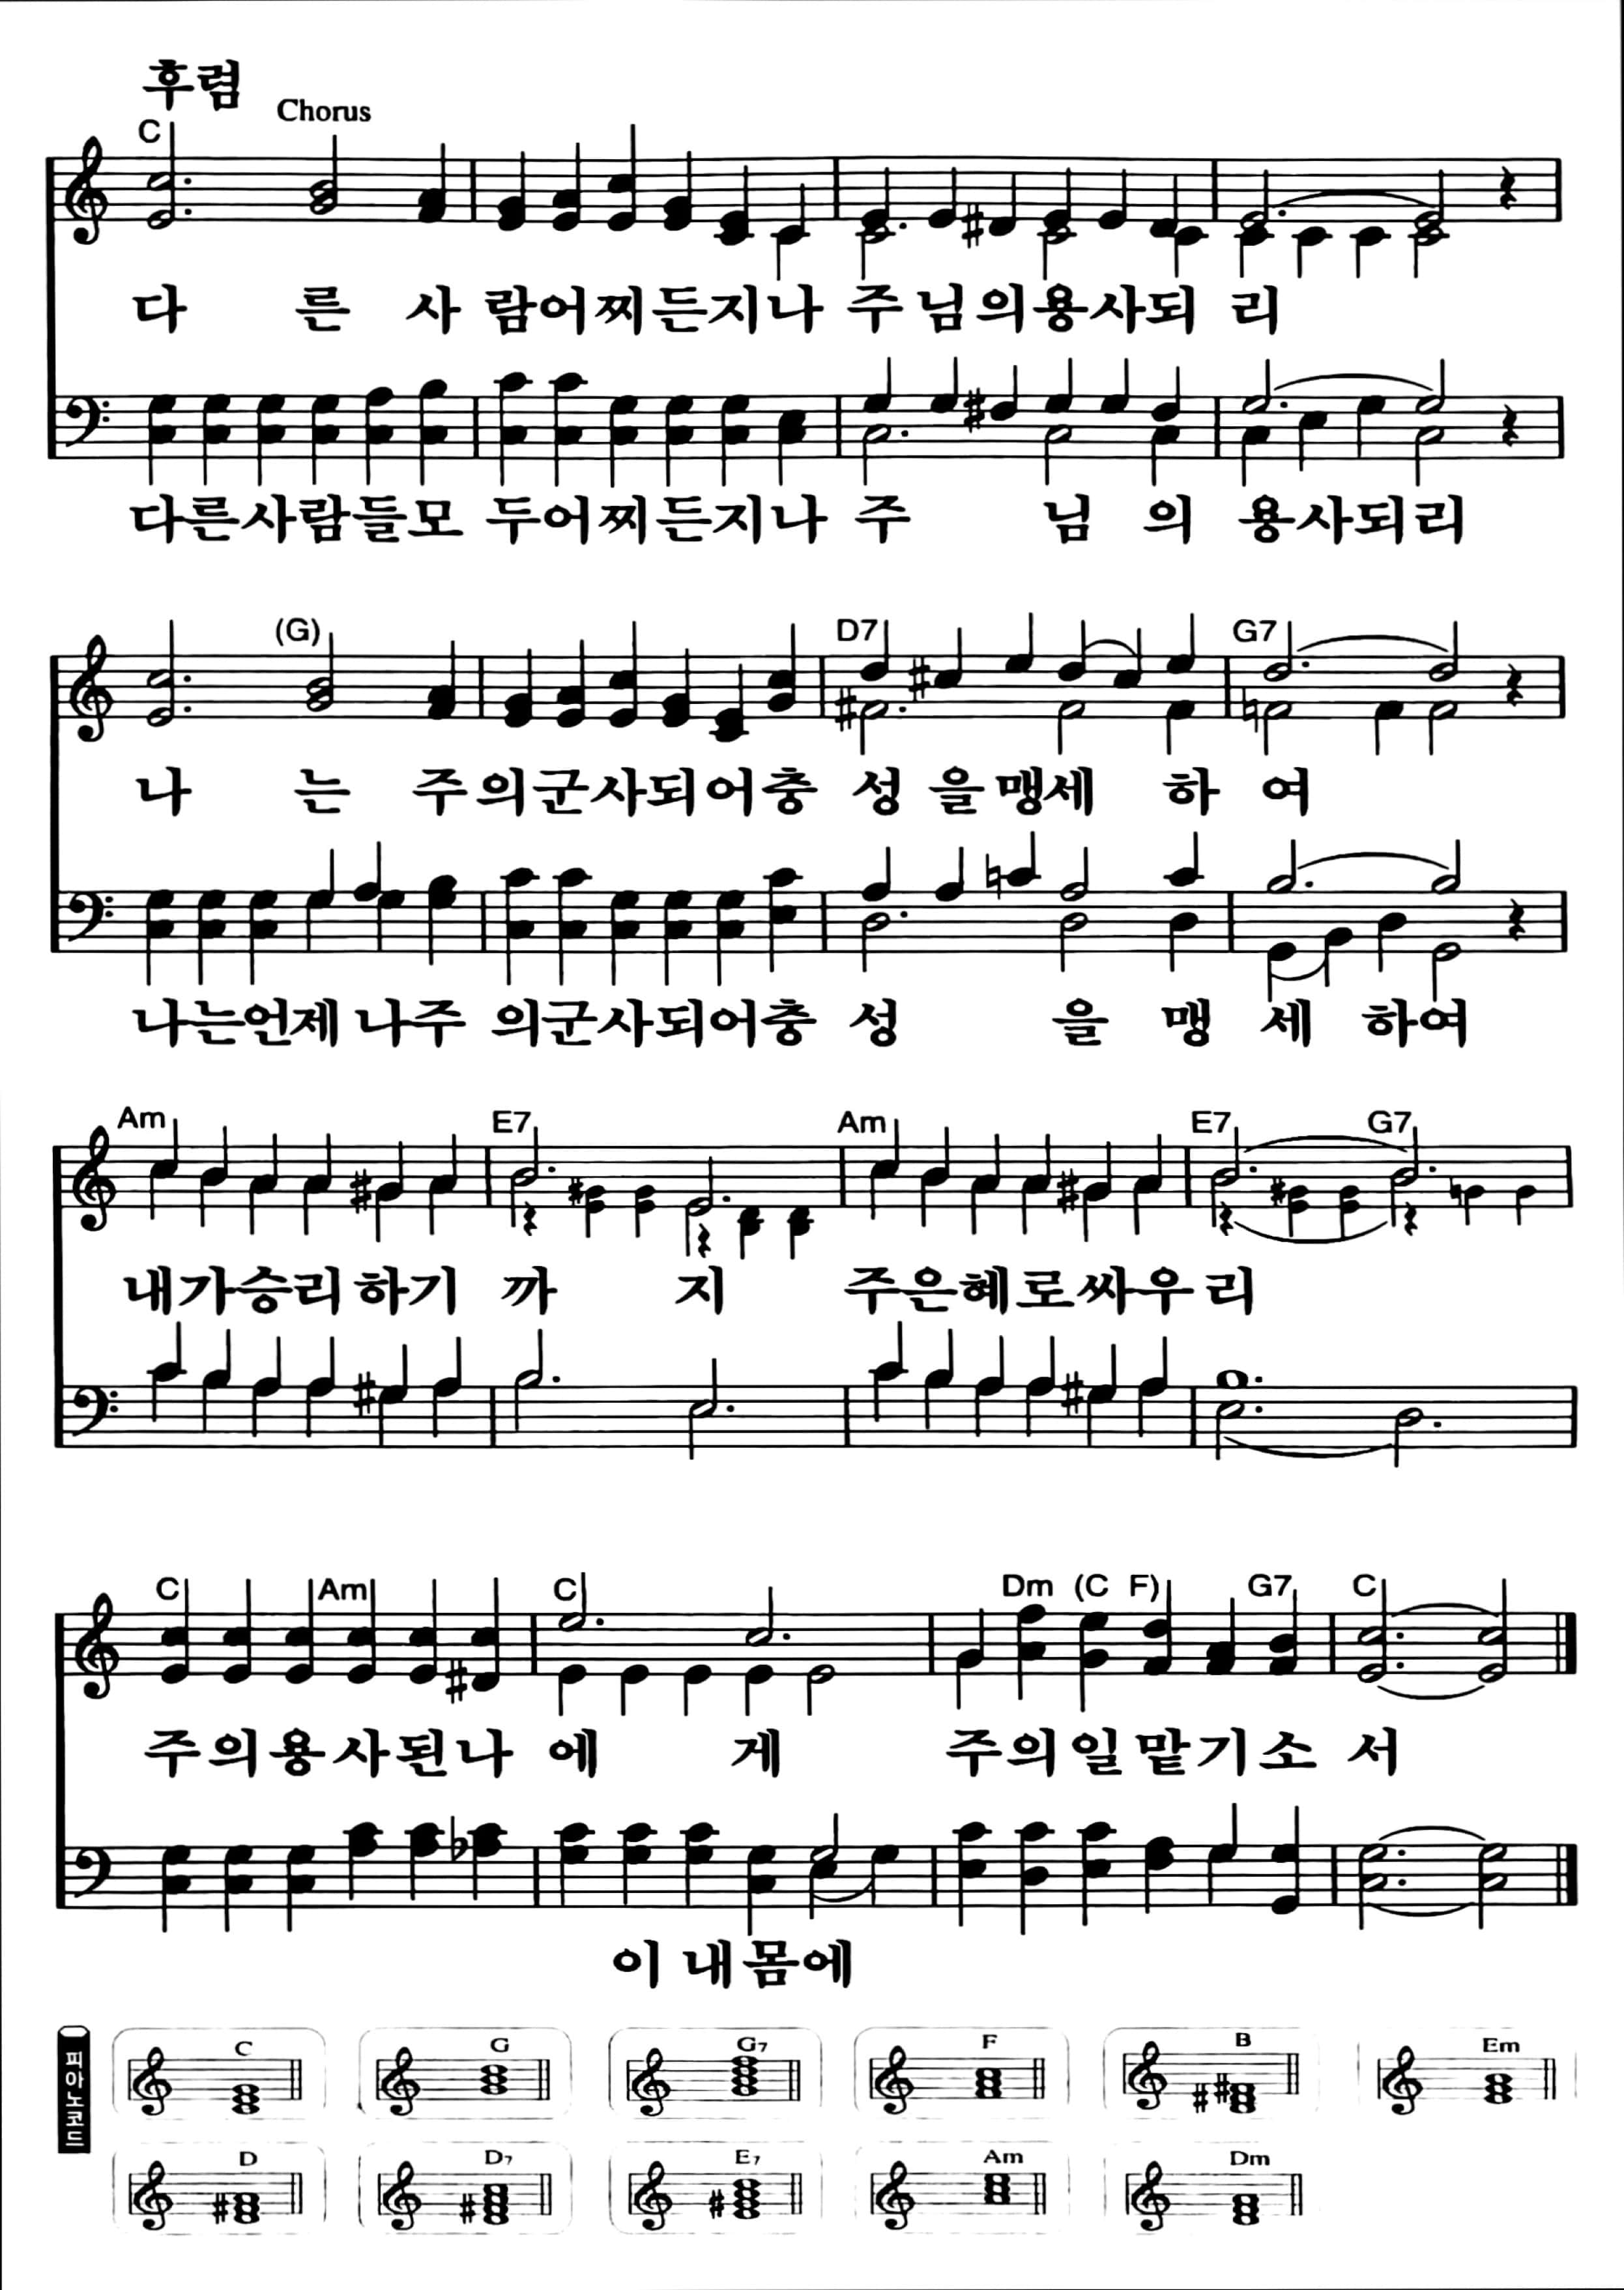 후렴
Chorus
C
다 른 사 람어찌든지나 주 님의용사되 리
다른사람들모 두어찌든지나 주 님 의 용사되리
(G) D7 G7
나 는 주의군사되어충 성 을맹세 하 여
나는언제 나주 의군사되어충 성 을 맹 세 하여
Am E7 Am E7 G7
내가승리 하기 까 지 주은혜로싸우리
C Am C Dm (C F) G7 C
주의용사된나 에 게 주의일맡기소 서
이내몸에
피아노코드
C G G7 F B Em
D D7 E7 Am Dm